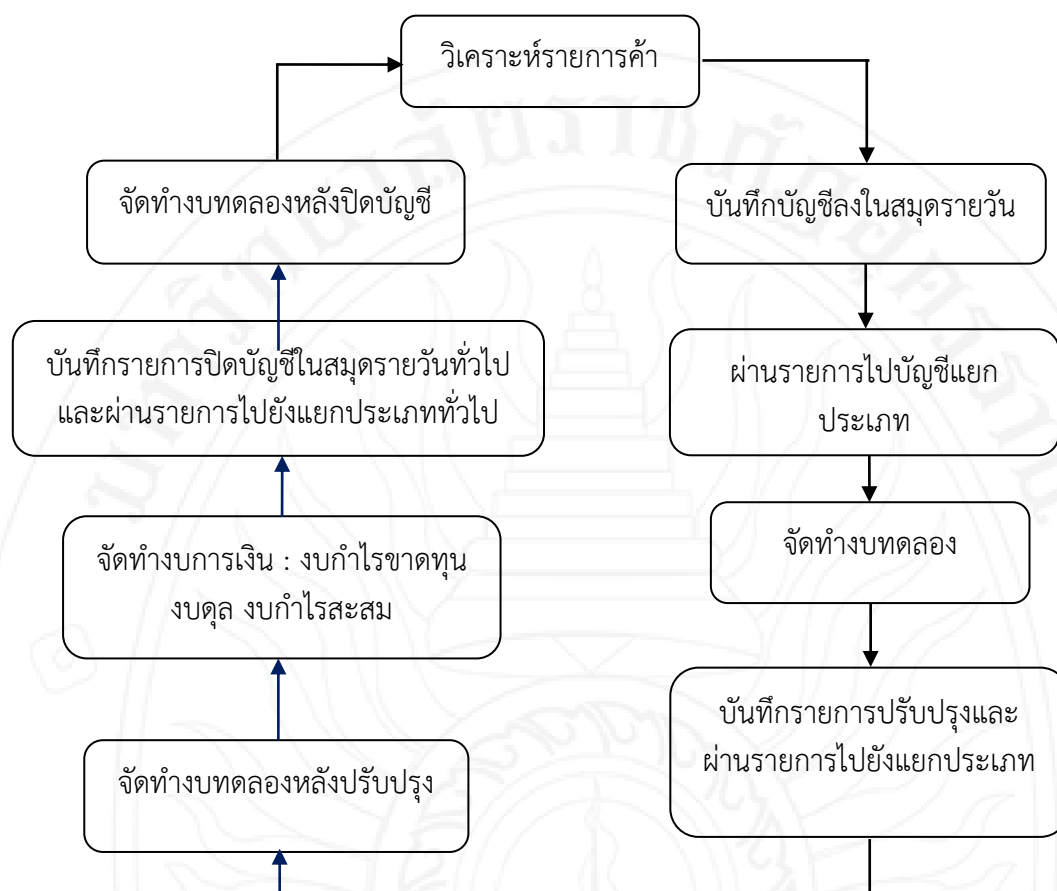 วิเคราะห์รายการค้า
บันทึกบัญชีลงในสมุดรายวัน
ผ่านรายการไปบัญชีแยก
ประเภท
จัดทำงบทดลอง
บันทึกรายการปรับปรุงและ
ผ่านรายการไปยังแยกประเภท
จัดทำงบทดลองหลังปรับปรุง
จัดทำงบการเงิน : งบกำไรขาดทุน
งบดุล งบกำไรสะสม
บันทึกรายการปิดบัญชีในสมุดรายวันทั่วไป
และผ่านรายการไปยังแยกประเภททั่วไป
จัดทำงบทดลองหลังปิดบัญชี